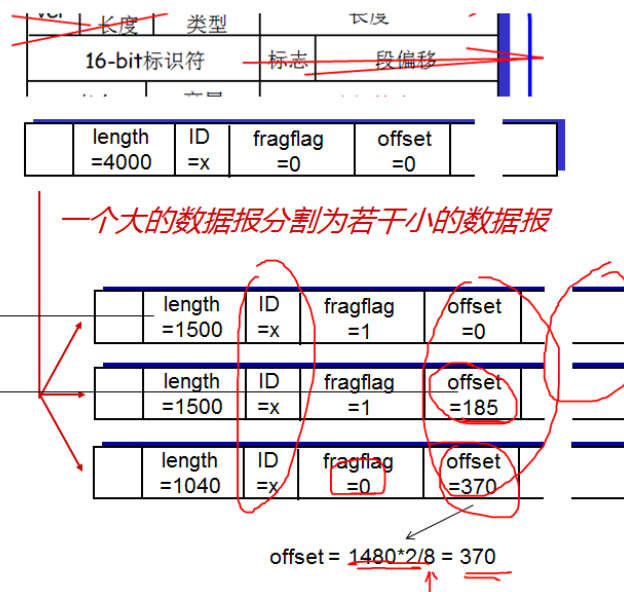 长度 类型 长度
16-bit标识符 标志 段偏移
length =4000 ID =x fragflag =0 offset =0
一个大的数据报分割为若干小的数据报
length =1500 ID =x fragflag =1 offset =0
length =1500 ID =x fragflag =1 offset =185
length =1040 ID =x fragflag =0 offset =370
offset = 1480*2/8 = 370